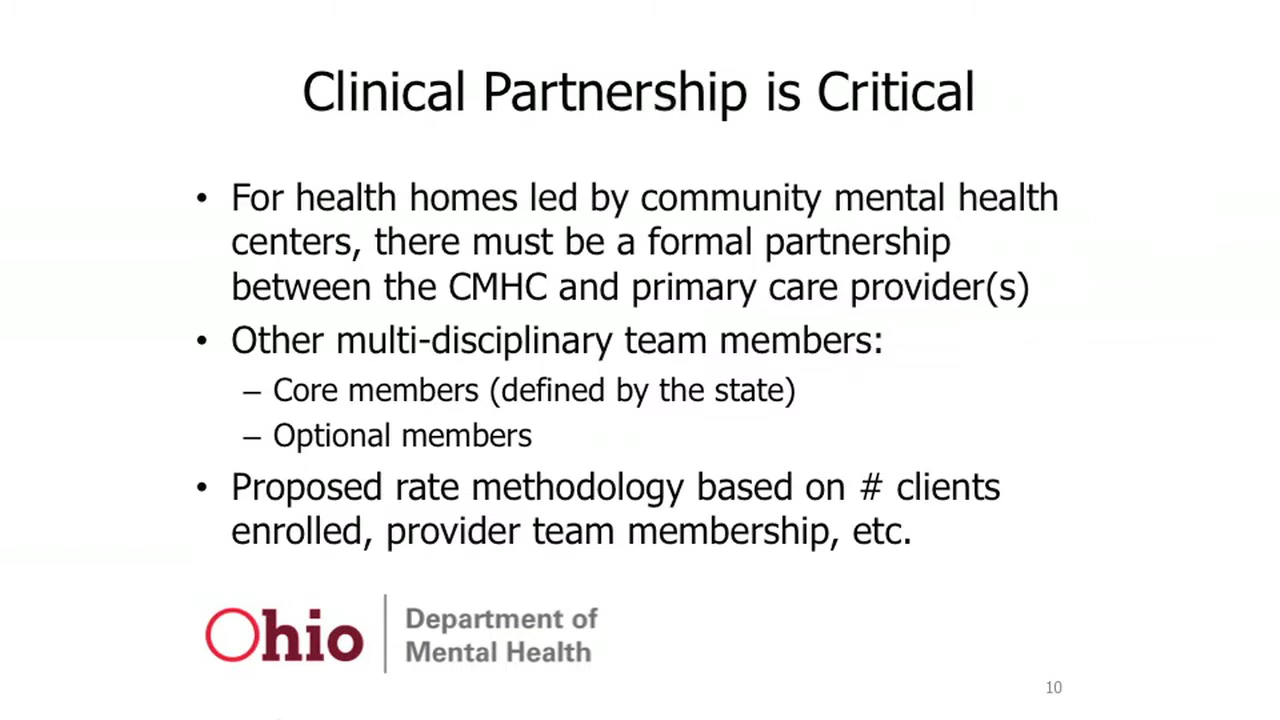 Clinical Partnership is Critical
• For health homes led by community mental health
centers, there must be a formal partnership
between the CMHC and primary care provider(s)
• Other multi-disciplinary team members:
– Core members (defined by the state)
– Optional members
• Proposed rate methodology based on # clients
enrolled, provider team membership, etc.
Ohio
Department of
Mental Health
10